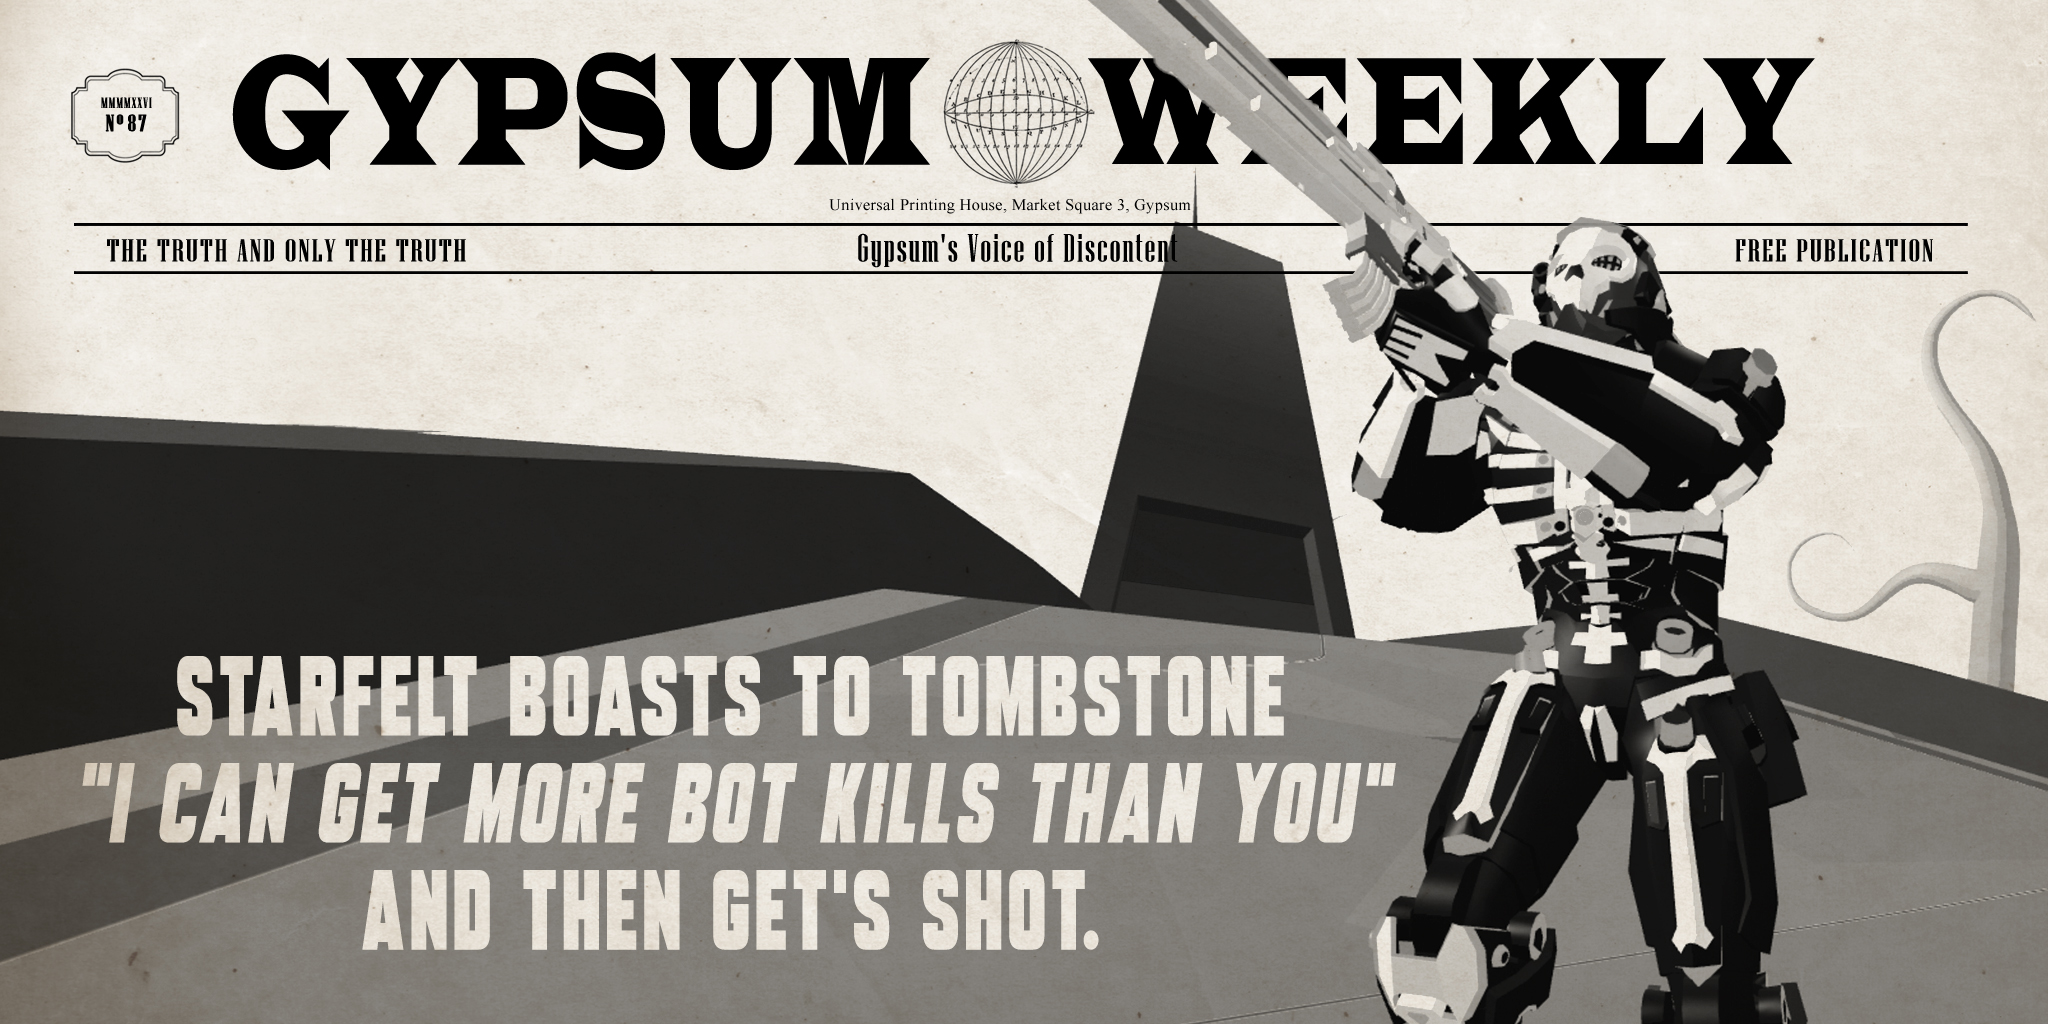 MMMMXXVI
Nº 87
GYPSUM WEEKLY
Universal Printing House, Market Square 3, Gypsum
THE TRUTH AND ONLY THE TRUTH
Gypsum's Voice of Discontent
FREE PUBLICATION
STARFELT BOASTS TO TOMBSTONE
"I CAN GET MORE BOT KILLS THAN YOU"
AND THEN GET'S SHOT.